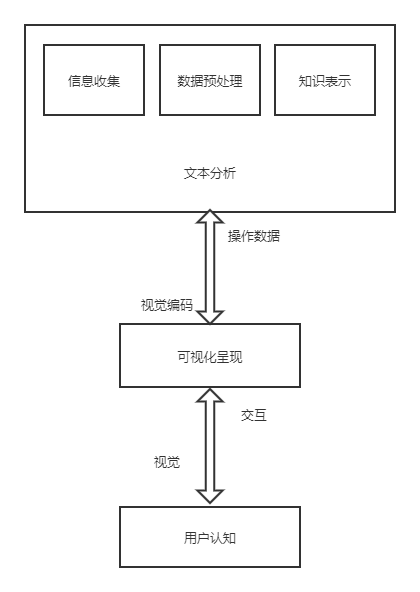 信息收集
数据预处理
知识表示
文本分析
操作数据
视觉编码
可视化呈现
交互
视觉
用户认知